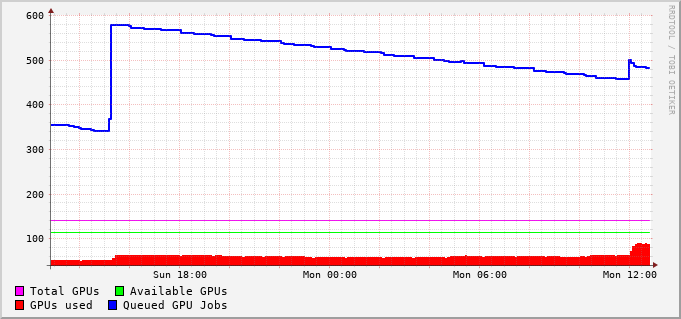 600
500
400
300
200
100
Sun 18:00 Mon 00:00 Mon 06:00 Mon 12:00
Total GPUs Available GPUs
GPUs used Queued GPU Jobs
RRDTOOL / TOBI OETIKER